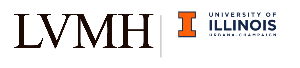 LVMH
UNIVERSITY OF
ILLINOIS
URBANA-CHAMPAIGN